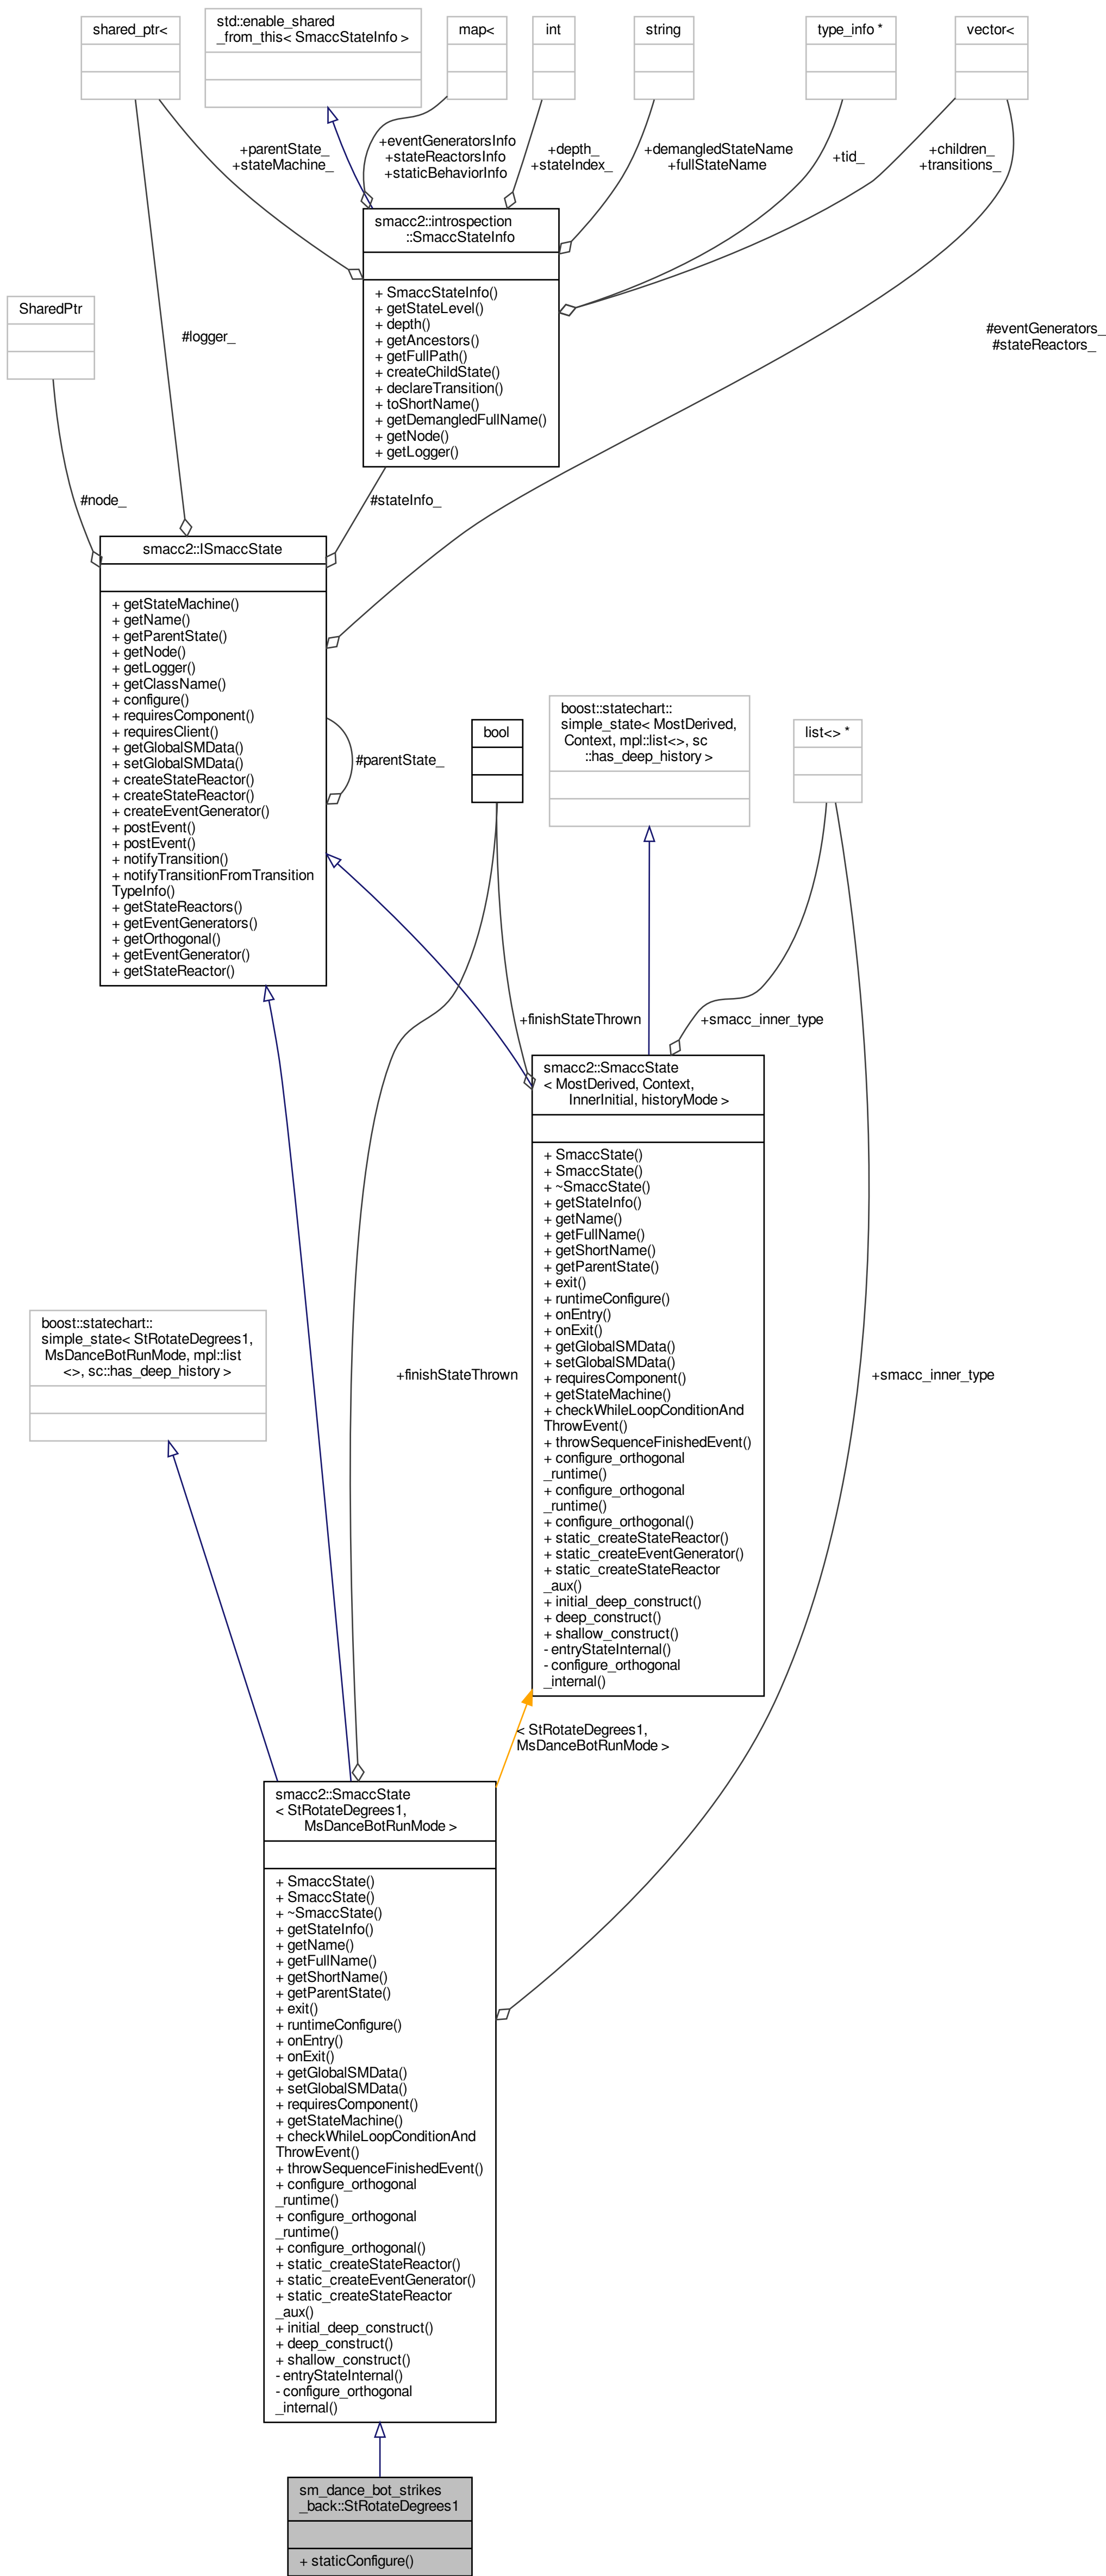 shared_ptr<
std::enable_shared
_from_this< SmaccStateInfo >
map<
int
string
type_info *
vector<
+parentState_
+stateMachine_
+eventGeneratorsInfo
+stateReactorsInfo
+staticBehaviorInfo
+depth_
+stateIndex_
+demangledStateName
+fullStateName
+tid_
+children_
+transitions_
smacc2::introspection
::SmaccStateInfo
+ SmaccStateInfo()
+ getStateLevel()
+ depth()
+ getAncestors()
+ getFullPath()
+ createChildState()
+ declareTransition()
+ toShortName()
+ getDemangledFullName()
+ getNode()
+ getLogger()
SharedPtr
#logger_
#eventGenerators_
#stateReactors_
#node_
#stateInfo_
smacc2::ISmaccState
+ getStateMachine()
+ getName()
+ getParentState()
+ getNode()
+ getLogger()
+ getClassName()
+ configure()
+ requiresComponent()
+ requiresClient()
+ getGlobalSMData()
+ setGlobalSMData()
+ createStateReactor()
+ createStateReactor()
+ createEventGenerator()
+ postEvent()
+ postEvent()
+ notifyTransition()
+ notifyTransitionFromTransition
TypeInfo()
+ getStateReactors()
+ getEventGenerators()
+ getOrthogonal()
+ getEventGenerator()
+ getStateReactor()
#parentState_
bool
boost::statechart::
simple_state< MostDerived,
Context, mpl::list<>, sc
::has_deep_history >
list<> *
+finishStateThrown
+smacc_inner_type
smacc2::SmaccState
< MostDerived, Context,
InnerInitial, historyMode >
+ SmaccState()
+ SmaccState()
+ ~SmaccState()
+ getStateInfo()
+ getName()
+ getFullName()
+ getShortName()
+ getParentState()
+ exit()
+ runtimeConfigure()
+ onEntry()
+ onExit()
+ getGlobalSMData()
+ setGlobalSMData()
+ requiresComponent()
+ getStateMachine()
+ checkWhileLoopConditionAnd
ThrowEvent()
+ throwSequenceFinishedEvent()
+ configure_orthogonal
_runtime()
+ configure_orthogonal
_runtime()
+ configure_orthogonal()
+ static_createStateReactor()
+ static_createEventGenerator()
+ static_createStateReactor
_aux()
+ initial_deep_construct()
+ deep_construct()
+ shallow_construct()
- entryStateInternal()
- configure_orthogonal
_internal()
boost::statechart::
simple_state< StRotateDegrees1,
MsDanceBotRunMode, mpl::list
<>, sc::has_deep_history >
+finishStateThrown
+smacc_inner_type
< StRotateDegrees1,
MsDanceBotRunMode >
smacc2::SmaccState
< StRotateDegrees1,
MsDanceBotRunMode >
+ SmaccState()
+ SmaccState()
+ ~SmaccState()
+ getStateInfo()
+ getName()
+ getFullName()
+ getShortName()
+ getParentState()
+ exit()
+ runtimeConfigure()
+ onEntry()
+ onExit()
+ getGlobalSMData()
+ setGlobalSMData()
+ requiresComponent()
+ getStateMachine()
+ checkWhileLoopConditionAnd
ThrowEvent()
+ throwSequenceFinishedEvent()
+ configure_orthogonal
_runtime()
+ configure_orthogonal
_runtime()
+ configure_orthogonal()
+ static_createStateReactor()
+ static_createEventGenerator()
+ static_createStateReactor
_aux()
+ initial_deep_construct()
+ deep_construct()
+ shallow_construct()
- entryStateInternal()
- configure_orthogonal
_internal()
sm_dance_bot_strikes
_back::StRotateDegrees1
+ staticConfigure()